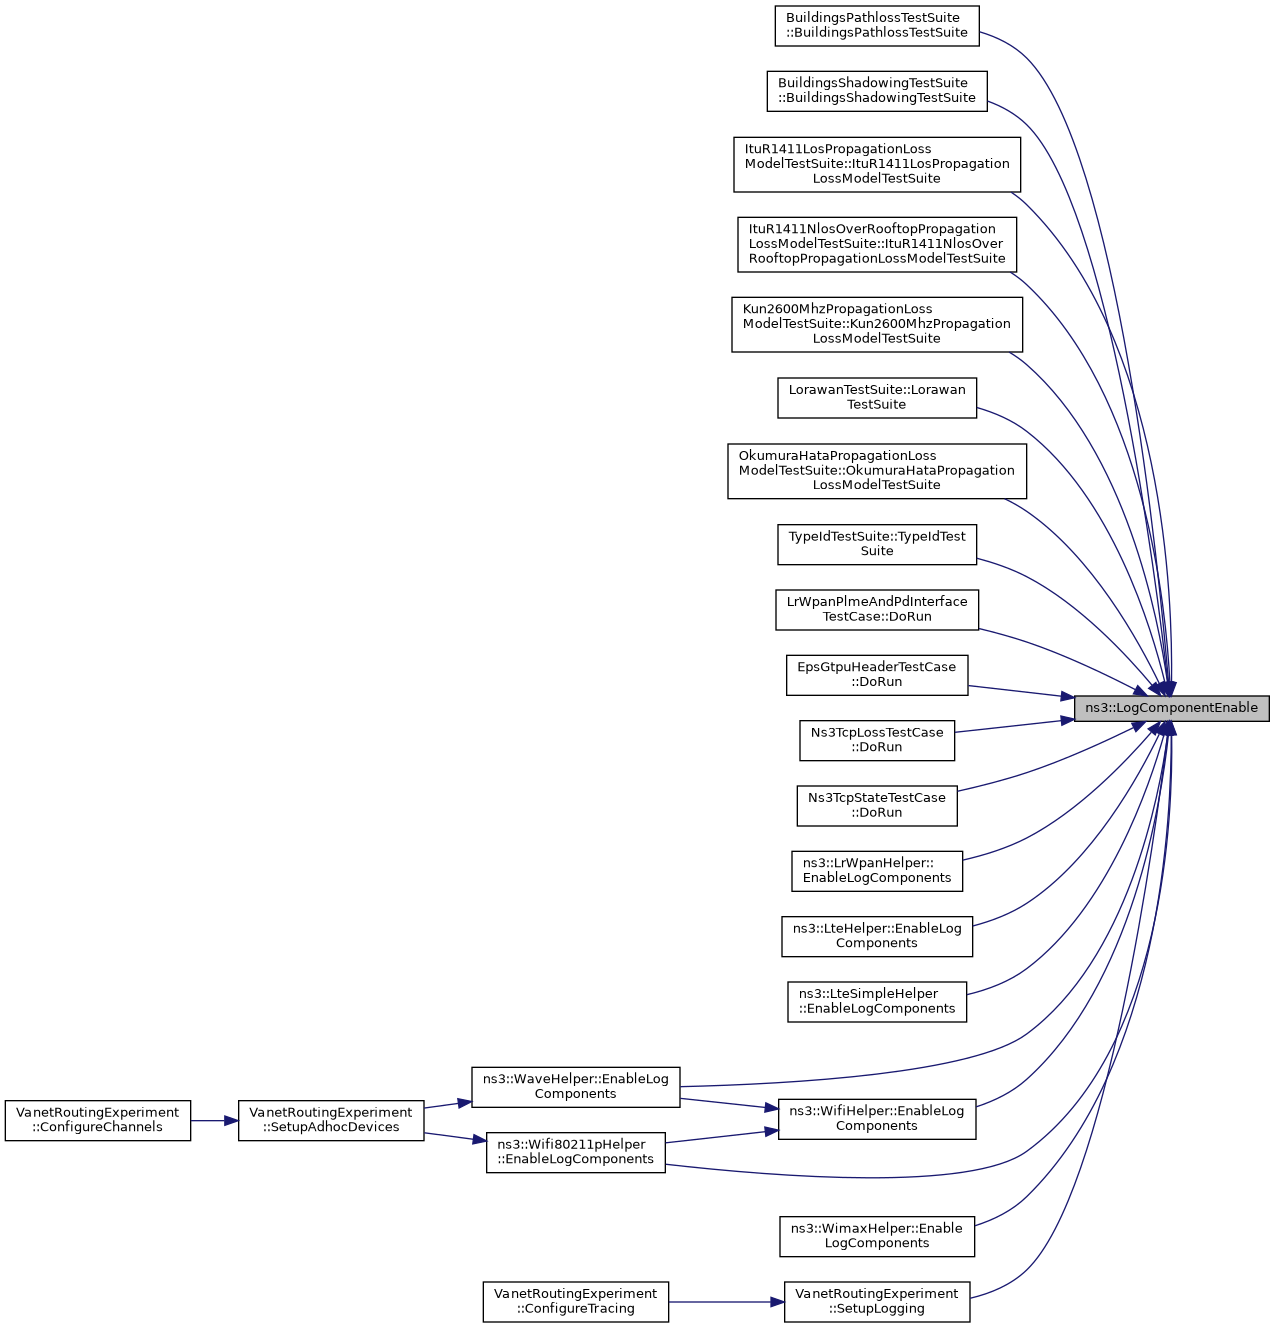 BuildingsPathlossTestSuite
::BuildingsPathlossTestSuite
BuildingsShadowingTestSuite
::BuildingsShadowingTestSuite
ItuR1411LosPropagationLoss
ModelTestSuite::ItuR1411LosPropagation
LossModelTestSuite
ItuR1411NlosOverRooftopPropagation
LossModelTestSuite::ItuR1411NlosOver
RooftopPropagationLossModelTestSuite
Kun2600MhzPropagationLoss
ModelTestSuite::Kun2600MhzPropagation
LossModelTestSuite
LorawanTestSuite::Lorawan
TestSuite
OkumuraHataPropagationLoss
ModelTestSuite::OkumuraHataPropagation
LossModelTestSuite
TypeIdTestSuite::TypeIdTest
Suite
LrWpanPlmeAndPdInterface
TestCase::DoRun
EpsGtpuHeaderTestCase
::DoRun
ns3::LogComponentEnable
Ns3TcpLossTestCase
::DoRun
Ns3TcpStateTestCase
::DoRun
ns3::LrWpanHelper::
EnableLogComponents
ns3::LteHelper::EnableLog
Components
ns3::LteSimpleHelper
::EnableLogComponents
ns3::WaveHelper::EnableLog
Components
VanetRoutingExperiment
::ConfigureChannels
VanetRoutingExperiment
::SetupAdhocDevices
ns3::WifiHelper::EnableLog
Components
ns3::Wifi80211pHelper
::EnableLogComponents
ns3::WimaxHelper::Enable
LogComponents
VanetRoutingExperiment
::ConfigureTracing
VanetRoutingExperiment
::SetupLogging